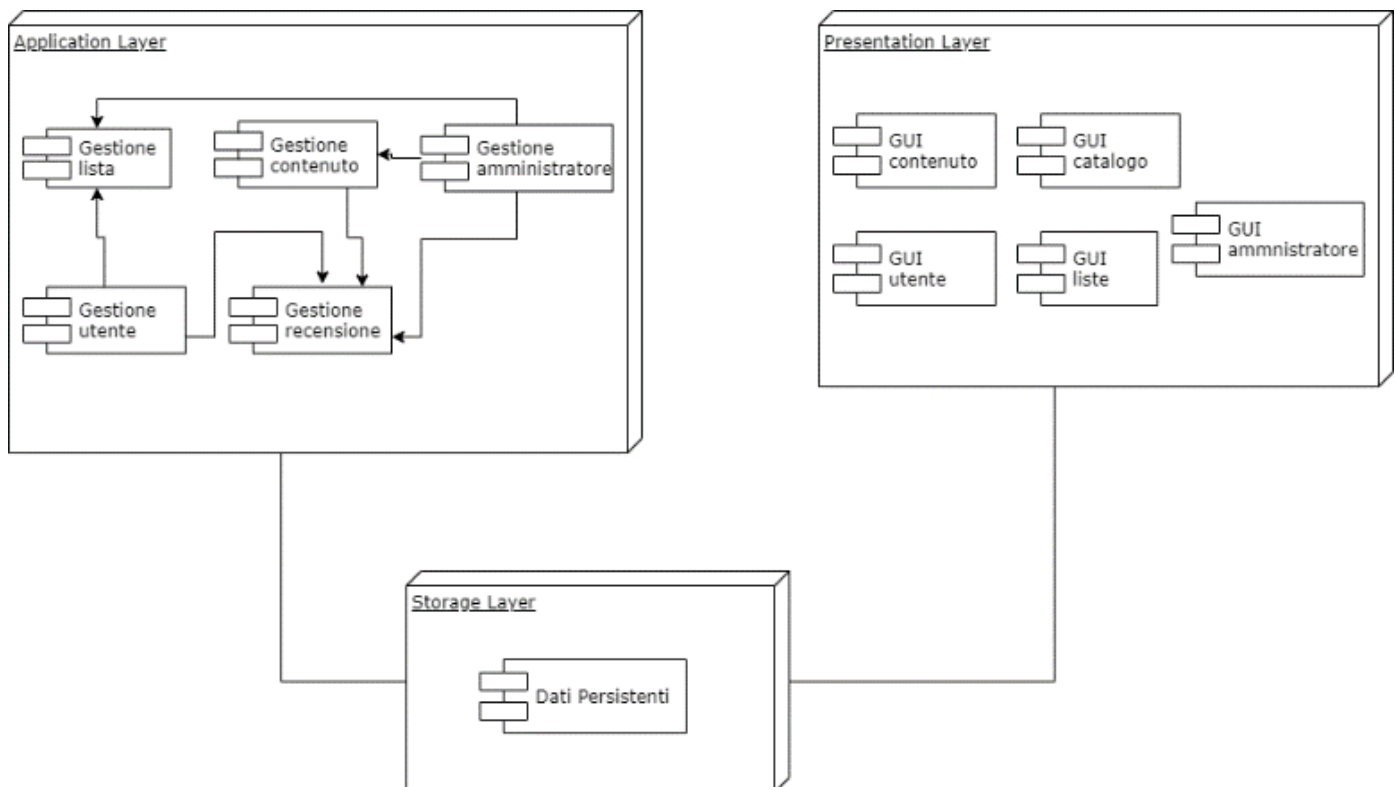 Application Layer
Gestione
lista
Gestione
contenuto
Gestione
amministratore
Gestione
utente
Gestione
recensione
Presentation Layer
GUI
contenuto
GUI
catalogo
GUI
ammnistratore
GUI
utente
GUI
liste
Storage Layer
Dati Persistenti